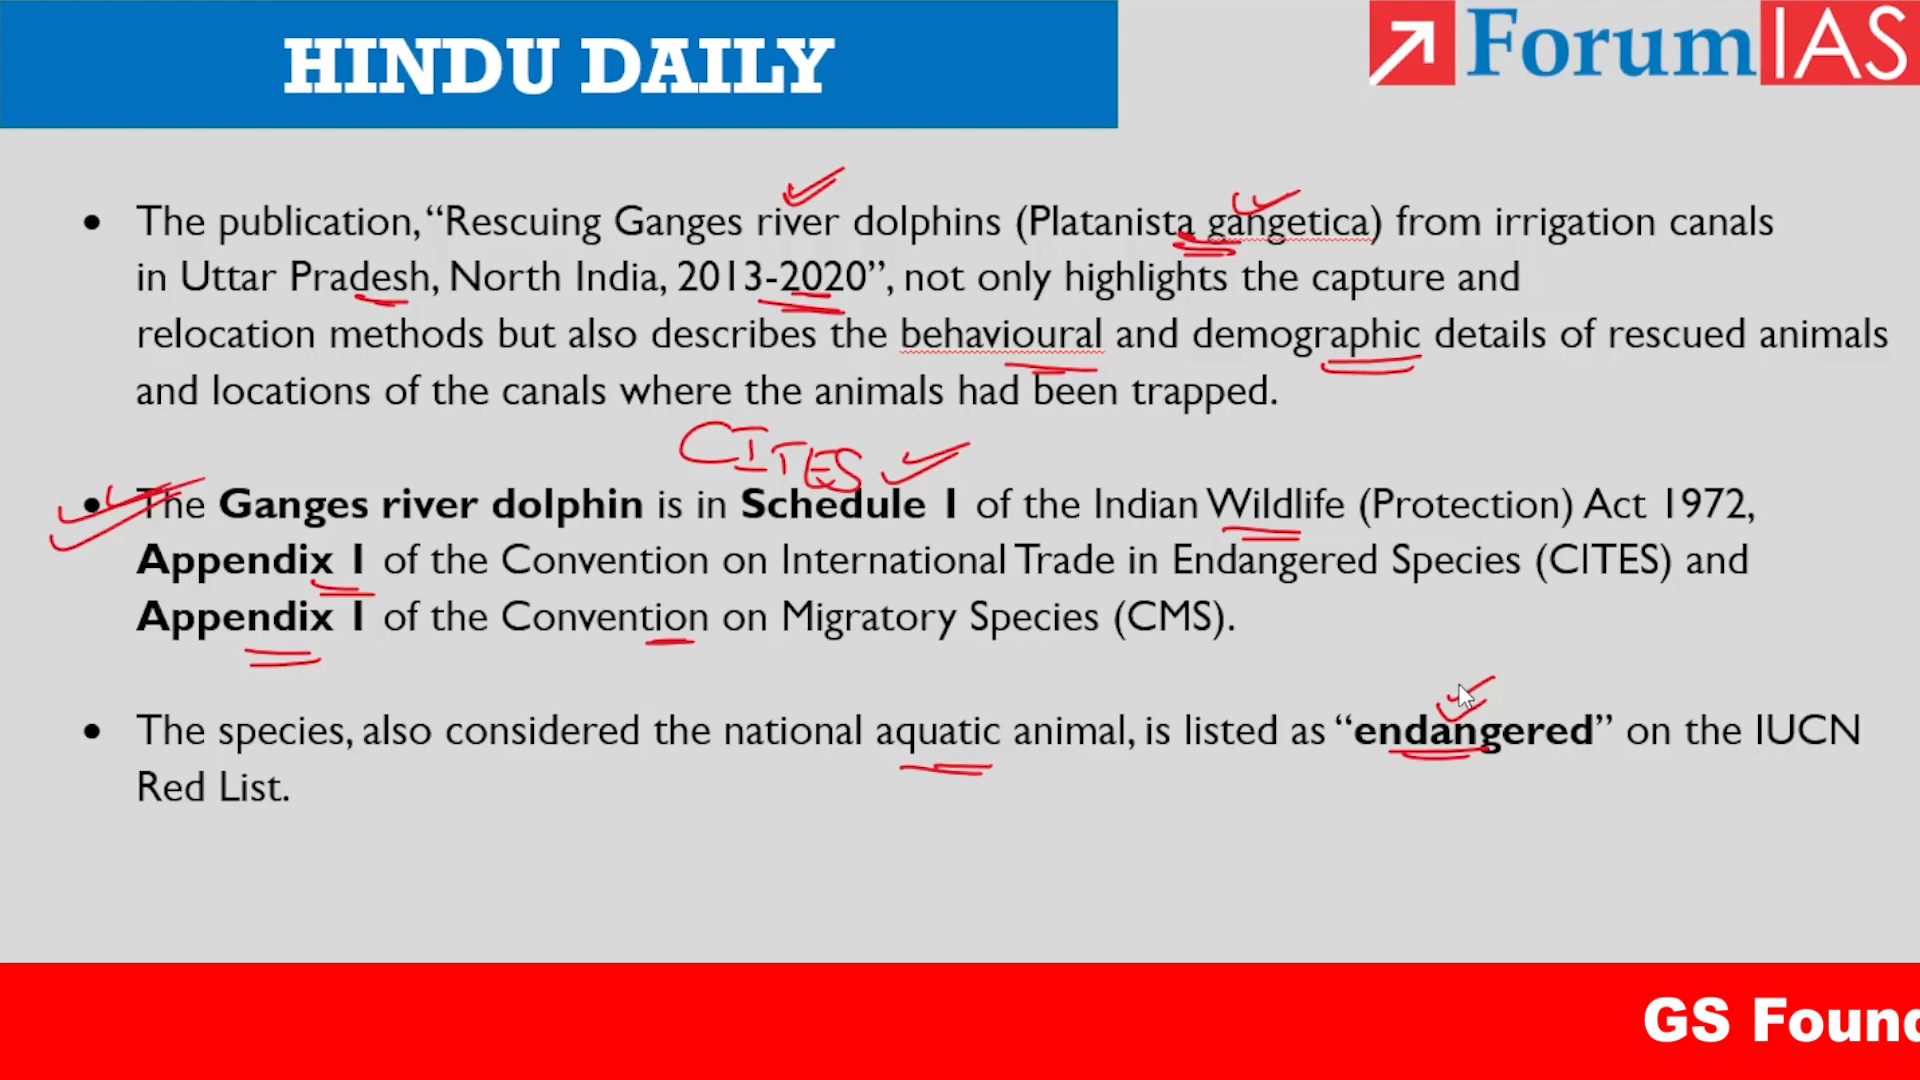 HINDU DAILY
ForumIAS
• The publication, “Rescuing Ganges river dolphins (Platanista gangetica) from irrigation canals
in Uttar Pradesh, North India, 2013-2020”, not only highlights the capture and
relocation methods but also describes the behavioural and demographic details of rescued animals
and locations of the canals where the animals had been trapped.
CITES
• The Ganges river dolphin is in Schedule I of the Indian Wildlife (Protection) Act 1972,
Appendix I of the Convention on International Trade in Endangered Species (CITES) and
Appendix I of the Convention on Migratory Species (CMS).
• The species, also considered the national aquatic animal, is listed as “endangered” on the IUCN
Red List.
GS Found